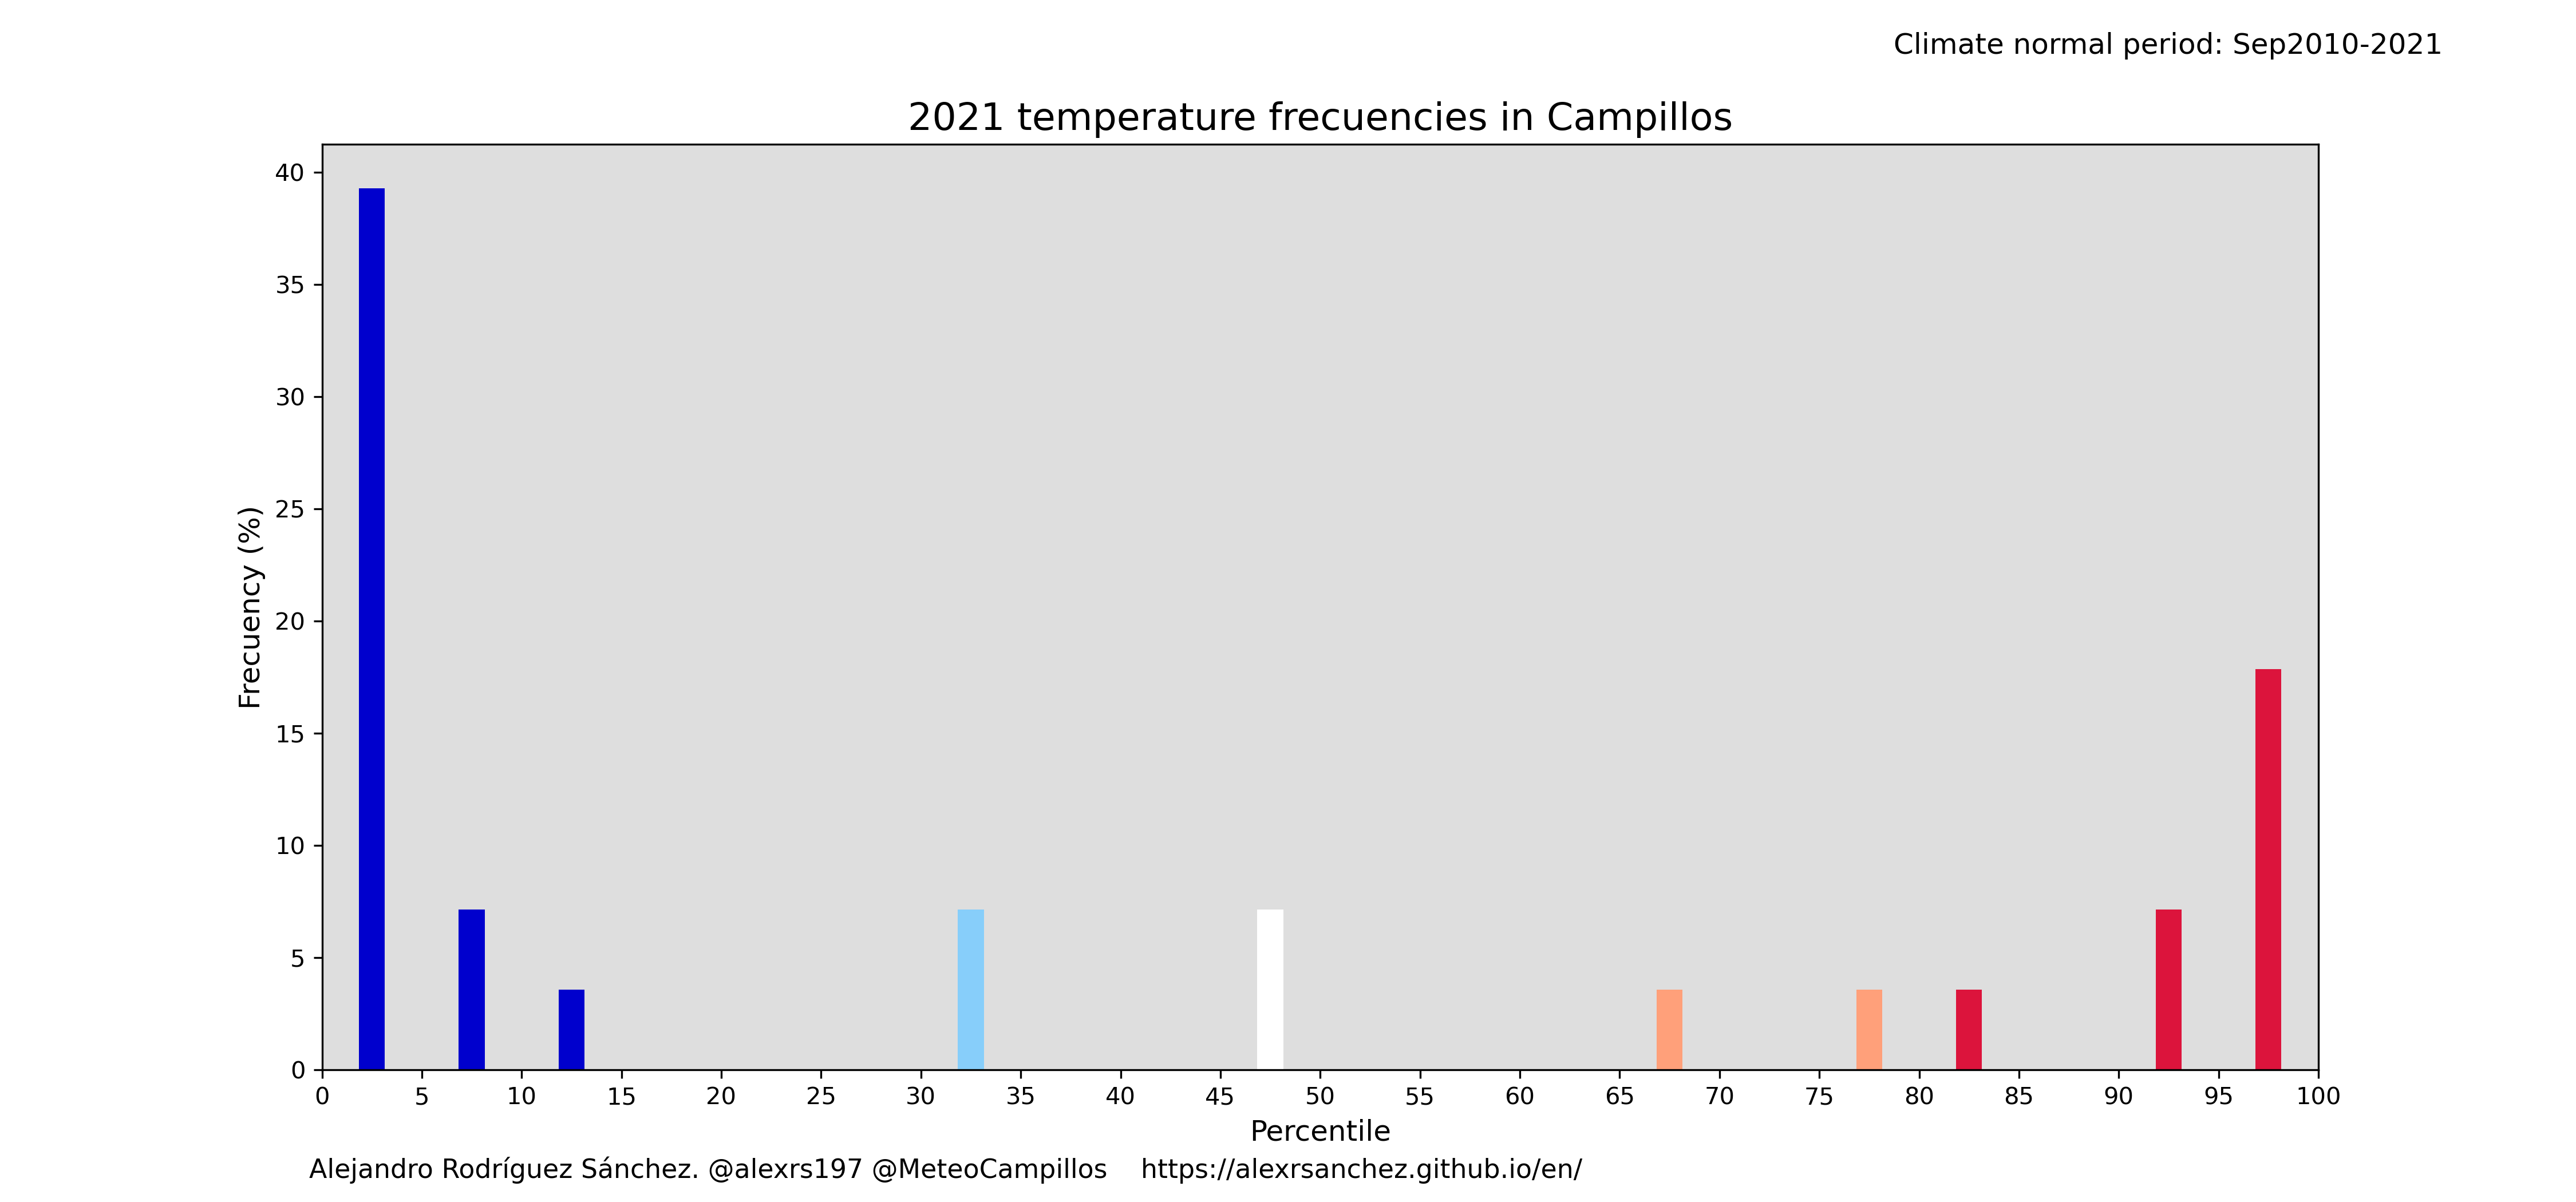 Climate normal period: Sep2010-2021
2021 temperature frecuencies in Campillos
40
35
30
25
20
15
10
5
0
Frecuency (%)
0 5 10 15 20 25 30 35 40 45 50 55 60 65 70 75 80 85 90 95 100
Percentile
Alejandro Rodríguez Sánchez. @alexrs197 @MeteoCampillos https://alexrsanchez.github.io/en/